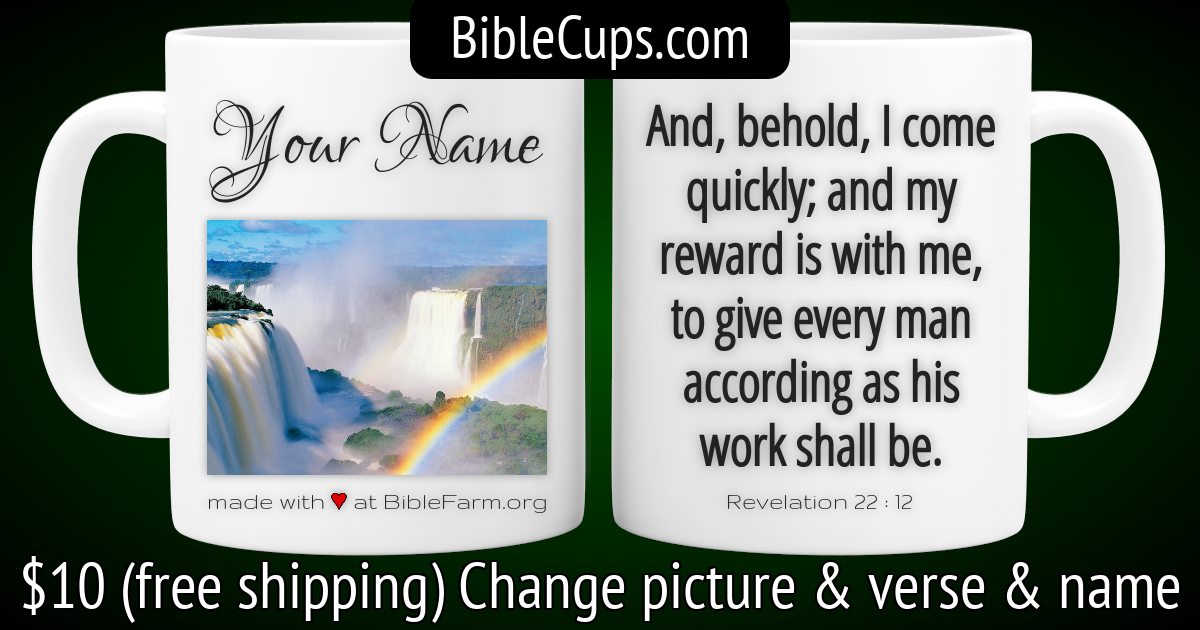 BibleCups.com
Your Name
made with ❤ at BibleFarm.org
And, behold, I come
quickly; and my
reward is with me,
to give every man
according as his
work shall be.
Revelation 22 : 12
$10 (free shipping) Change picture & verse & name